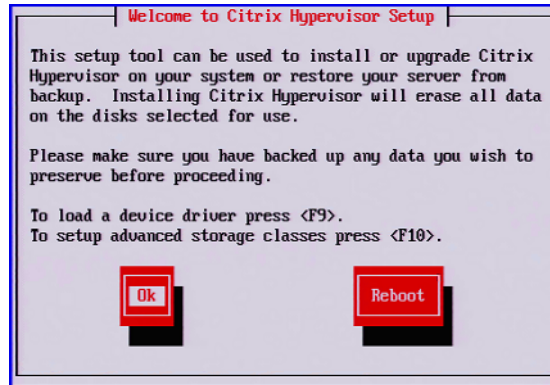 Welcome to Citrix Hypervisor Setup
This setup tool can be used to install or upgrade Citrix
Hypervisor on your system or restore your server from
backup.  Installing Citrix Hypervisor will erase all data
on the disks selected for use.
Please make sure you have backed up any data you wish to
preserve before proceeding.
To load a device driver press <F9>.
To setup advanced storage classes press <F10>.
Ok
Reboot